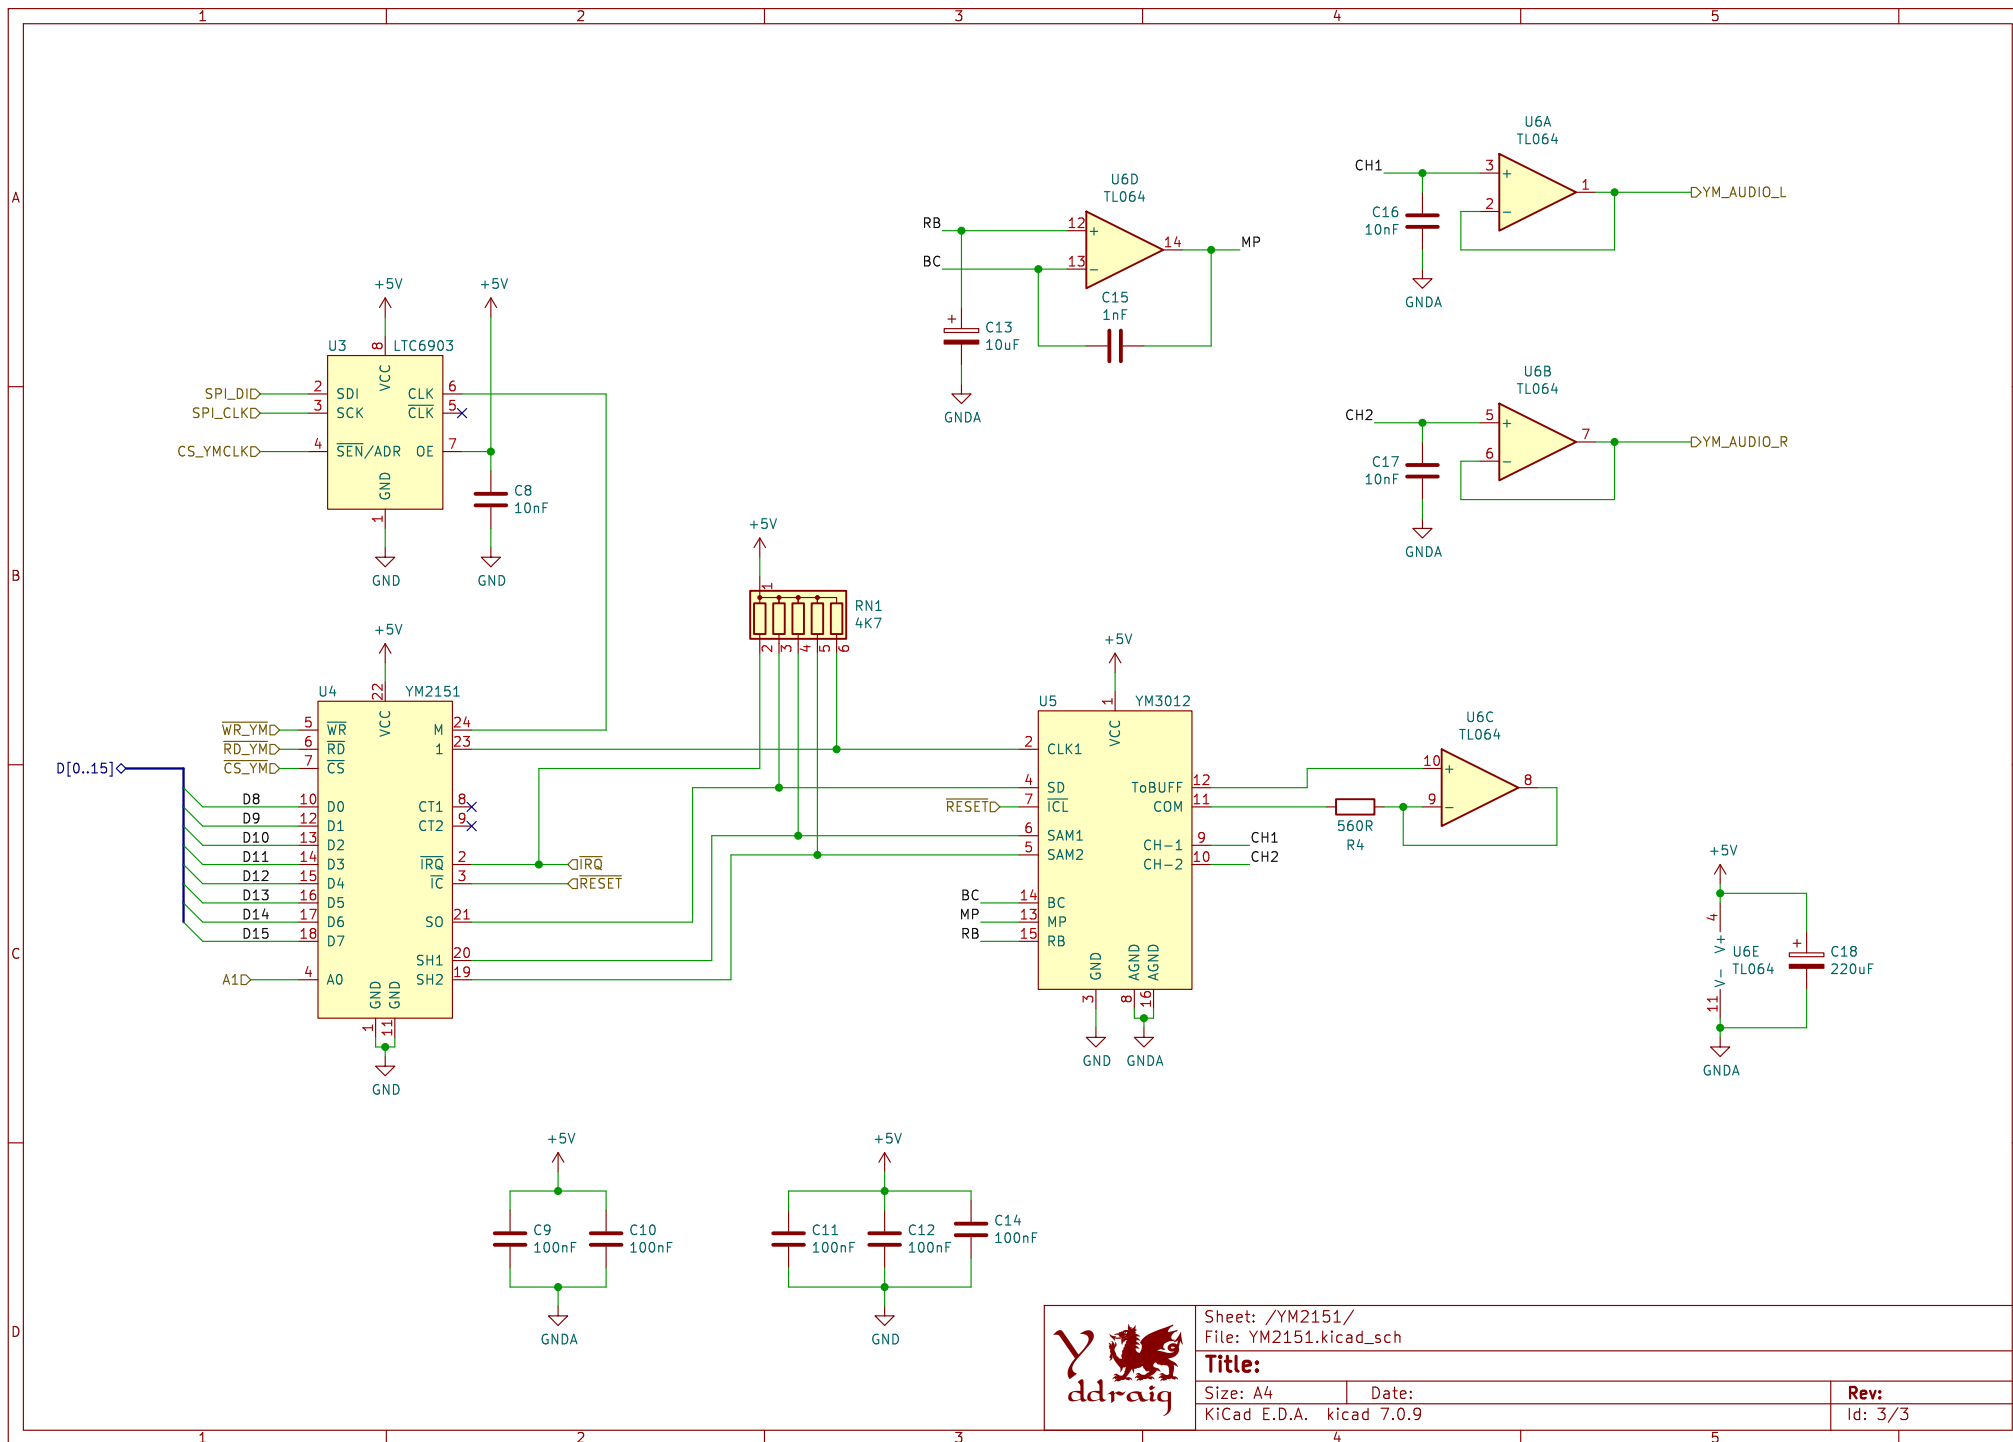 1 2 3 4 5
A
B
C
D
U6A
TL064
CH1
3
+
2
−
1
YM_AUDIO_L
C16
10nF
GNDA
U6D
TL064
RB
12
+
BC
13
−
14
MP
C15
1nF
+
C13
10uF
GNDA
U6B
TL064
CH2
5
+
6
−
7
YM_AUDIO_R
C17
10nF
GNDA
+5V
+5V
U3
LTC6903
8
VCC
SPI_DI
2
SDI
CLK
6
SPI_CLK
3
SCK
CLK
5
CS_YMCLK
4
SEN/ADR
OE
7
GND
1
GND
C8
10nF
GND
+5V
1
RN1
4K7
2
3
4
5
6
+5V
U4
YM2151
22
VCC
WR_YM
5
WR
M
24
RD_YM
6
RD
1
23
CS_YM
7
CS
D[0..15]
D8
10
D0
CT1
8
D9
12
D1
CT2
9
D10
13
D2
D11
14
D3
IRQ
2
IRQ
D12
15
D4
IC
3
RESET
D13
16
D5
D14
17
D6
SO
21
D15
18
D7
SH1
20
A1
4
A0
SH2
19
GND
GND
1
11
GND
+5V
U5
YM3012
1
VCC
2
CLK1
4
SD
ToBUFF
12
RESET
7
ICL
COM
11
6
SAM1
CH-1
9
CH1
5
SAM2
CH-2
10
CH2
BC
14
BC
MP
13
MP
RB
15
RB
GND
AGND
AGND
3
8
16
GND
GNDA
U6C
TL064
10
+
9
−
8
560R
R4
+5V
4
V+
U6E
TL064
V-
11
+
C18
220uF
GNDA
+5V
C9
100nF
C10
100nF
GNDA
+5V
C11
100nF
C12
100nF
C14
100nF
GND
Y
ddraig
Sheet: /YM2151/
File: YM2151.kicad_sch
Title:
Size: A4
Date:
Rev:
KiCad E.D.A. kicad 7.0.9
Id: 3/3
1 2 3 4 5